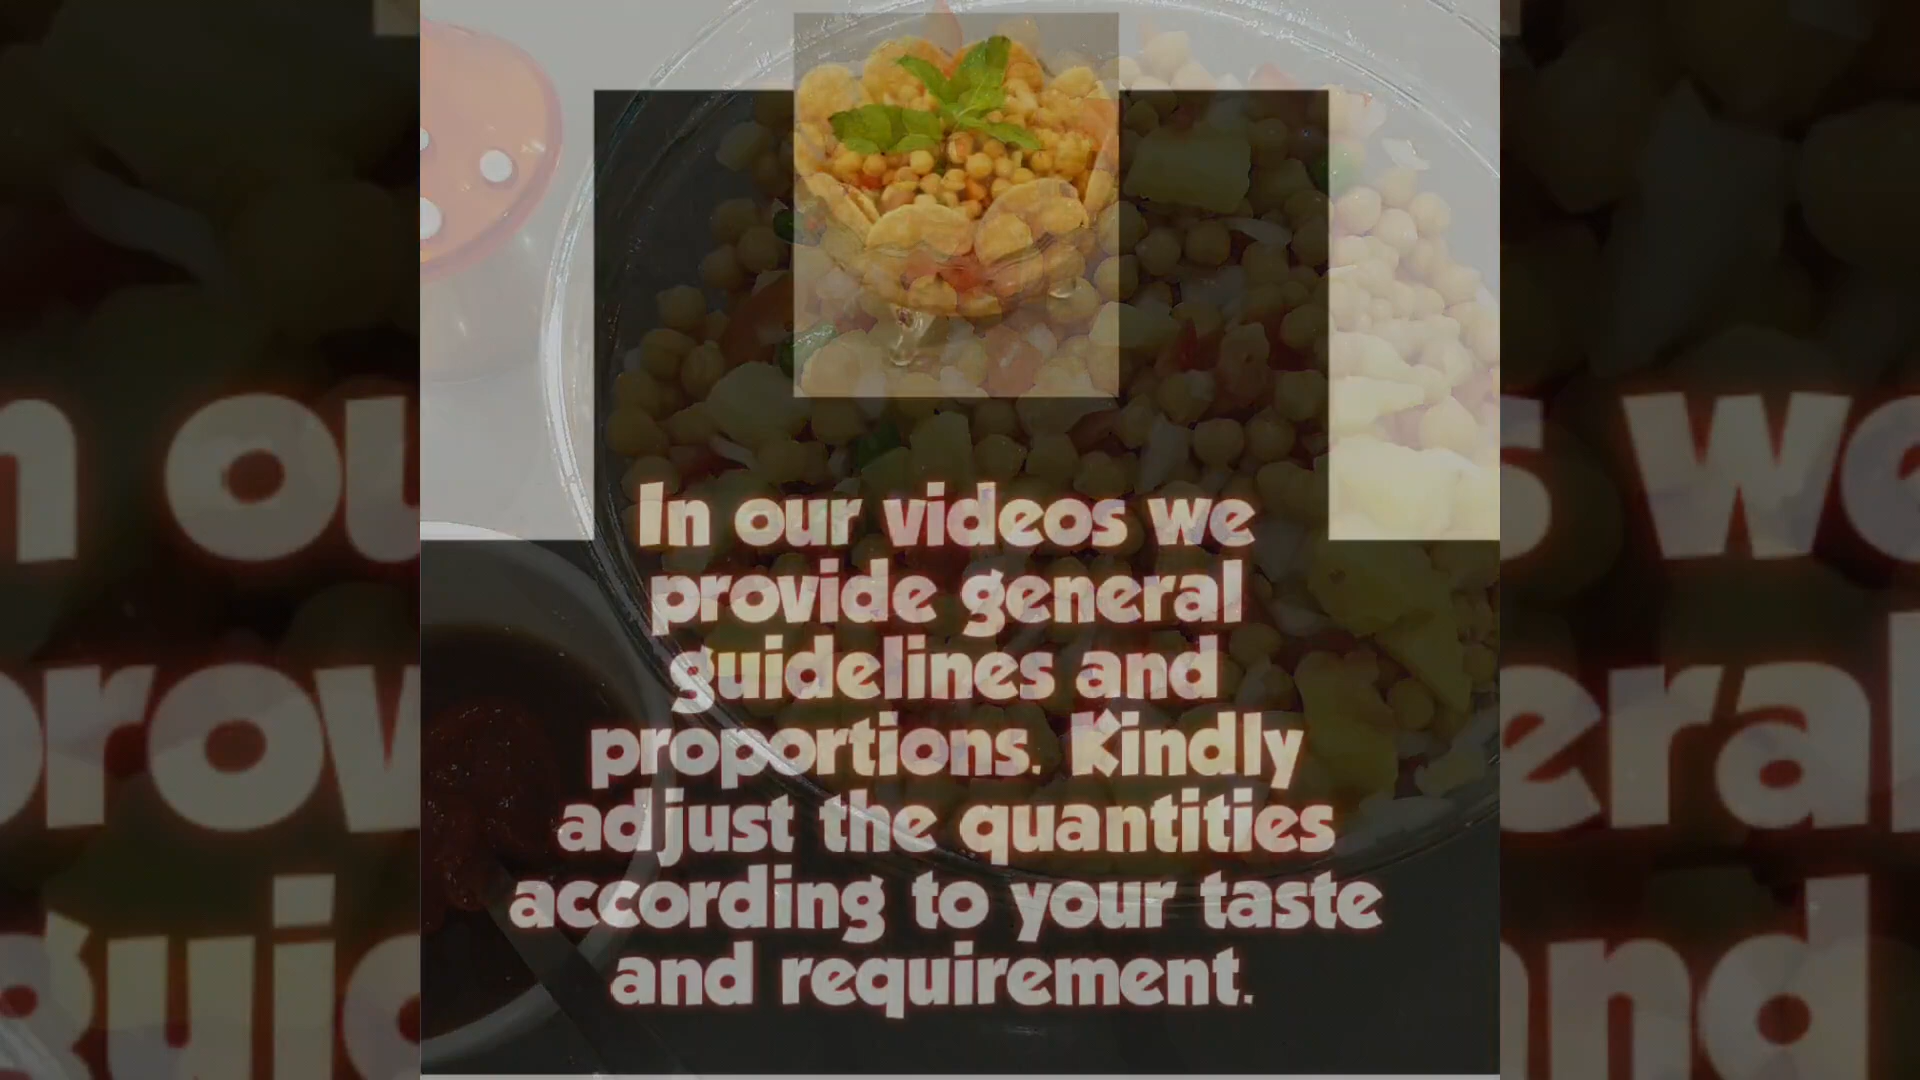 In our videos we
provide general
guidelines and
proportions. Kindly
adjust the quantities
according to your taste
and requirement.